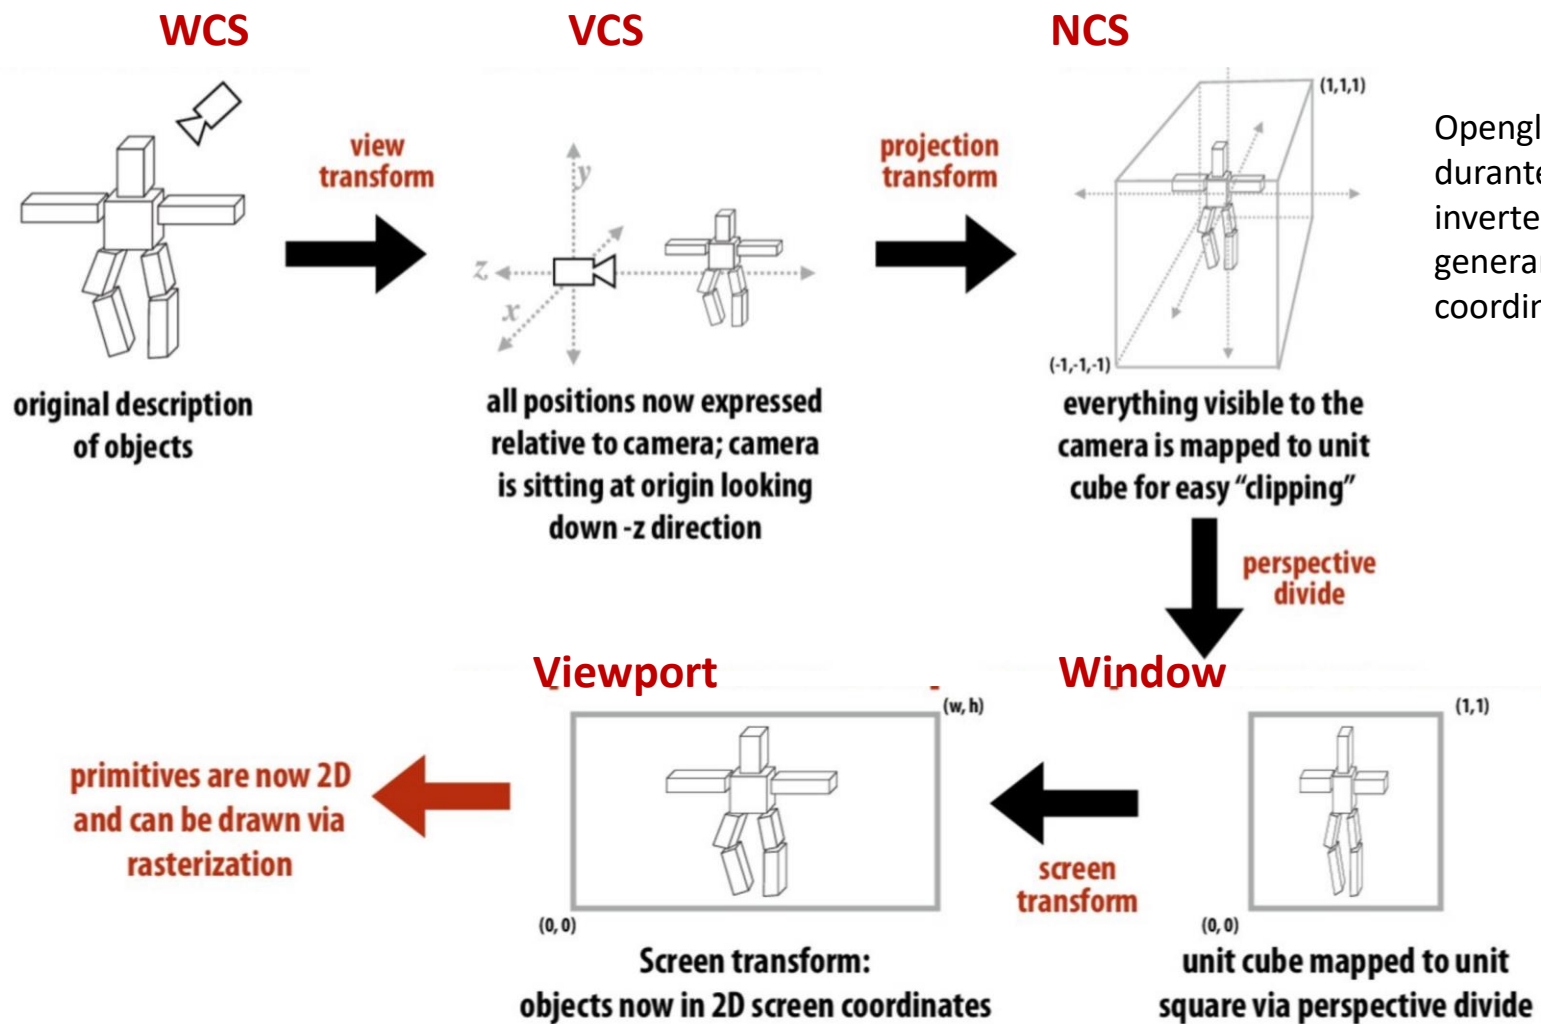 WCS
VCS
NCS
view
transform
projection
transform
y
z
x
(1,1,1)
(-1,-1,-1)
Opengl
durante
inverte
coordin
original description
of objects
all positions now expressed
relative to camera; camera
is sitting at origin looking
down -z direction
everything visible to the
camera is mapped to unit
cube for easy “clipping”
perspective
divide
Viewport
Window
(w, h)
(1,1)
primitives are now 2D
and can be drawn via
rasterization
screen
transform
(0, 0)
(0, 0)
Screen transform:
objects now in 2D screen coordinates
unit cube mapped to unit
square via perspective divide